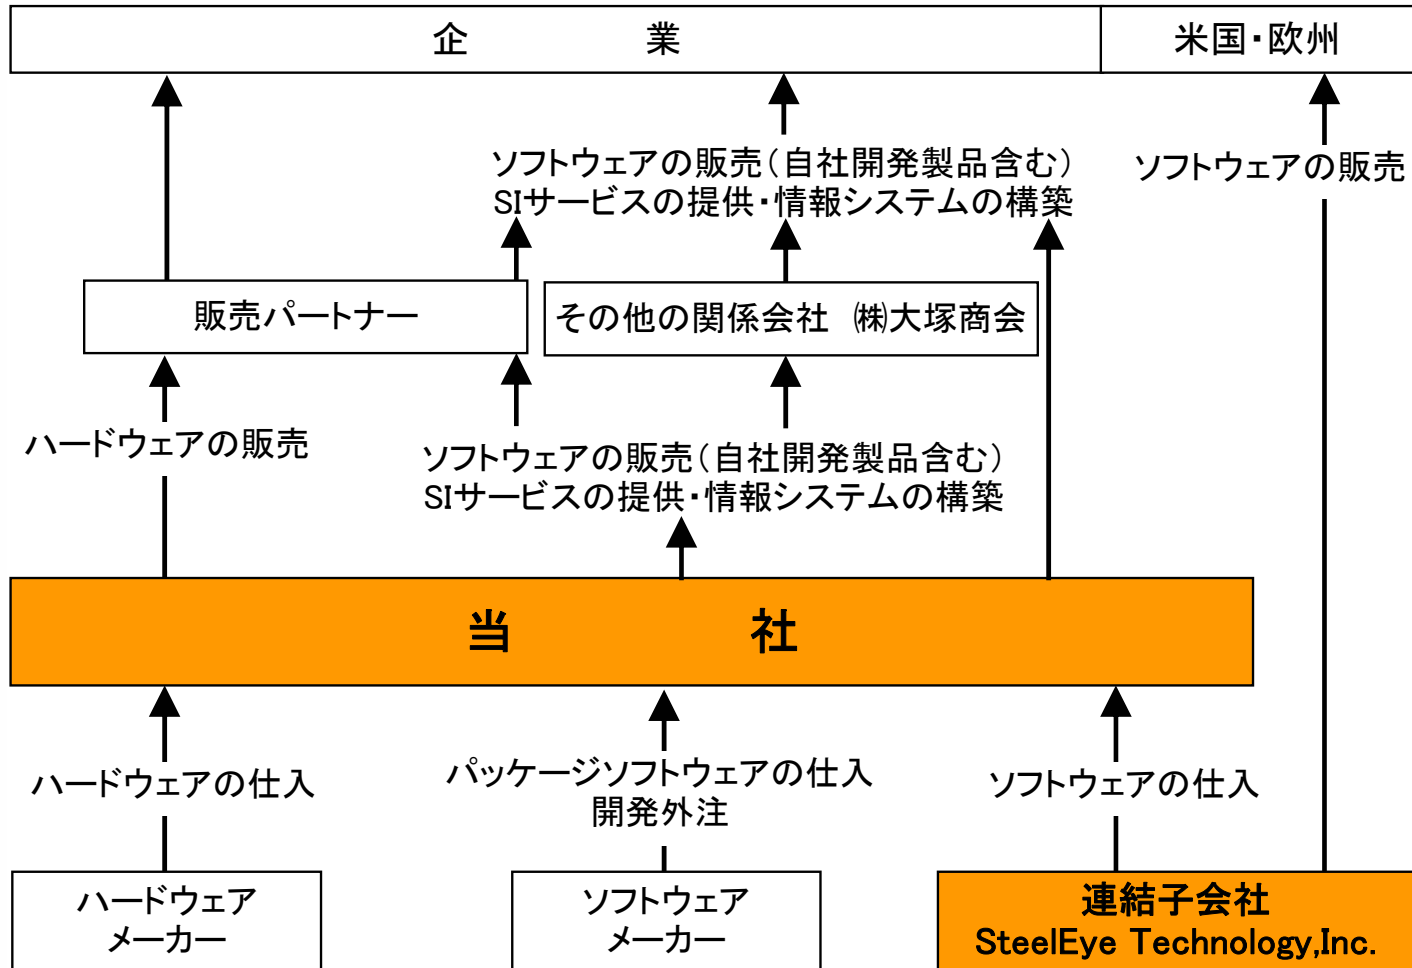 企　業
米国・欧州
ソフトウェアの販売（自社開発製品含む）
SIサービスの提供・情報システムの構築
ソフトウェアの販売
販売パートナー
その他の関係会社　㈱大塚商会
ハードウェアの販売
ソフトウェアの販売（自社開発製品含む）
SIサービスの提供・情報システムの構築
当　社
ハードウェアの仕入
パッケージソフトウェアの仕入
開発外注
ソフトウェアの仕入
ハードウェア
メーカー
ソフトウェア
メーカー
連結子会社
SteelEye Technology,Inc.